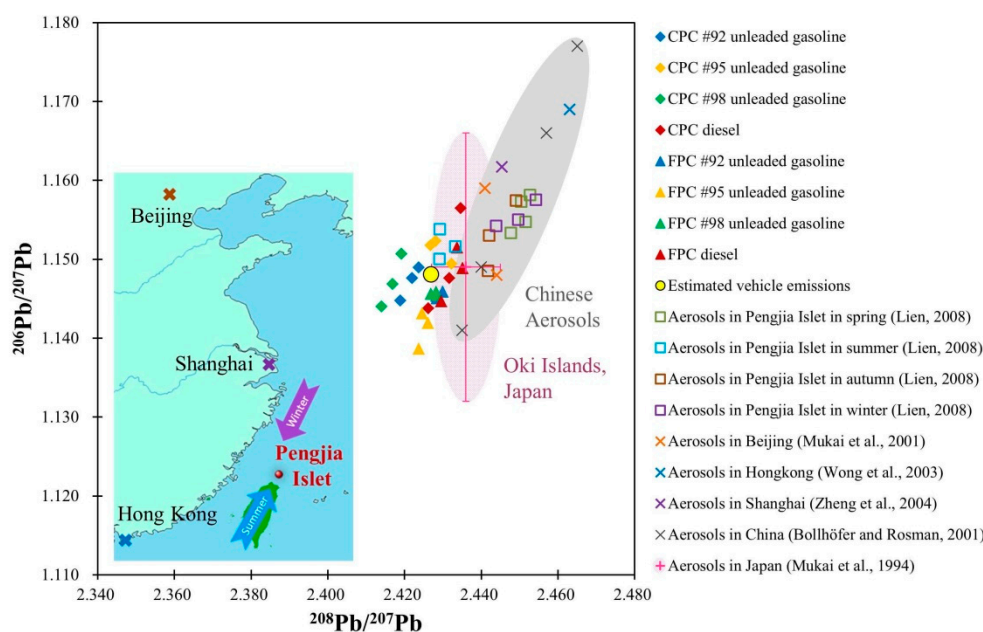 1.180
1.170
1.160
1.150
1.140
1.130
1.120
1.110
2.340
2.360
2.380
2.400
2.420
2.440
2.460
2.480
206Pb/207Pb
208Pb/207Pb
Beijing
Shanghai
Winter
Pengjia
Islet
Hong Kong
Summer
Chinese
Aerosols
Oki Islands,
Japan
CPC #92 unleaded gasoline
CPC #95 unleaded gasoline
CPC #98 unleaded gasoline
CPC diesel
FPC #92 unleaded gasoline
FPC #95 unleaded gasoline
FPC #98 unleaded gasoline
FPC diesel
Estimated vehicle emissions
Aerosols in Pengjia Islet in spring (Lien, 2008)
Aerosols in Pengjia Islet in summer (Lien, 2008)
Aerosols in Pengjia Islet in autumn (Lien, 2008)
Aerosols in Pengjia Islet in winter (Lien, 2008)
Aerosols in Beijing (Mukai et al., 2001)
Aerosols in Hongkong (Wong et al., 2003)
Aerosols in Shanghai (Zheng et al., 2004)
Aerosols in China (Bollhöfer and Rosman, 2001)
Aerosols in Japan (Mukai et al., 1994)